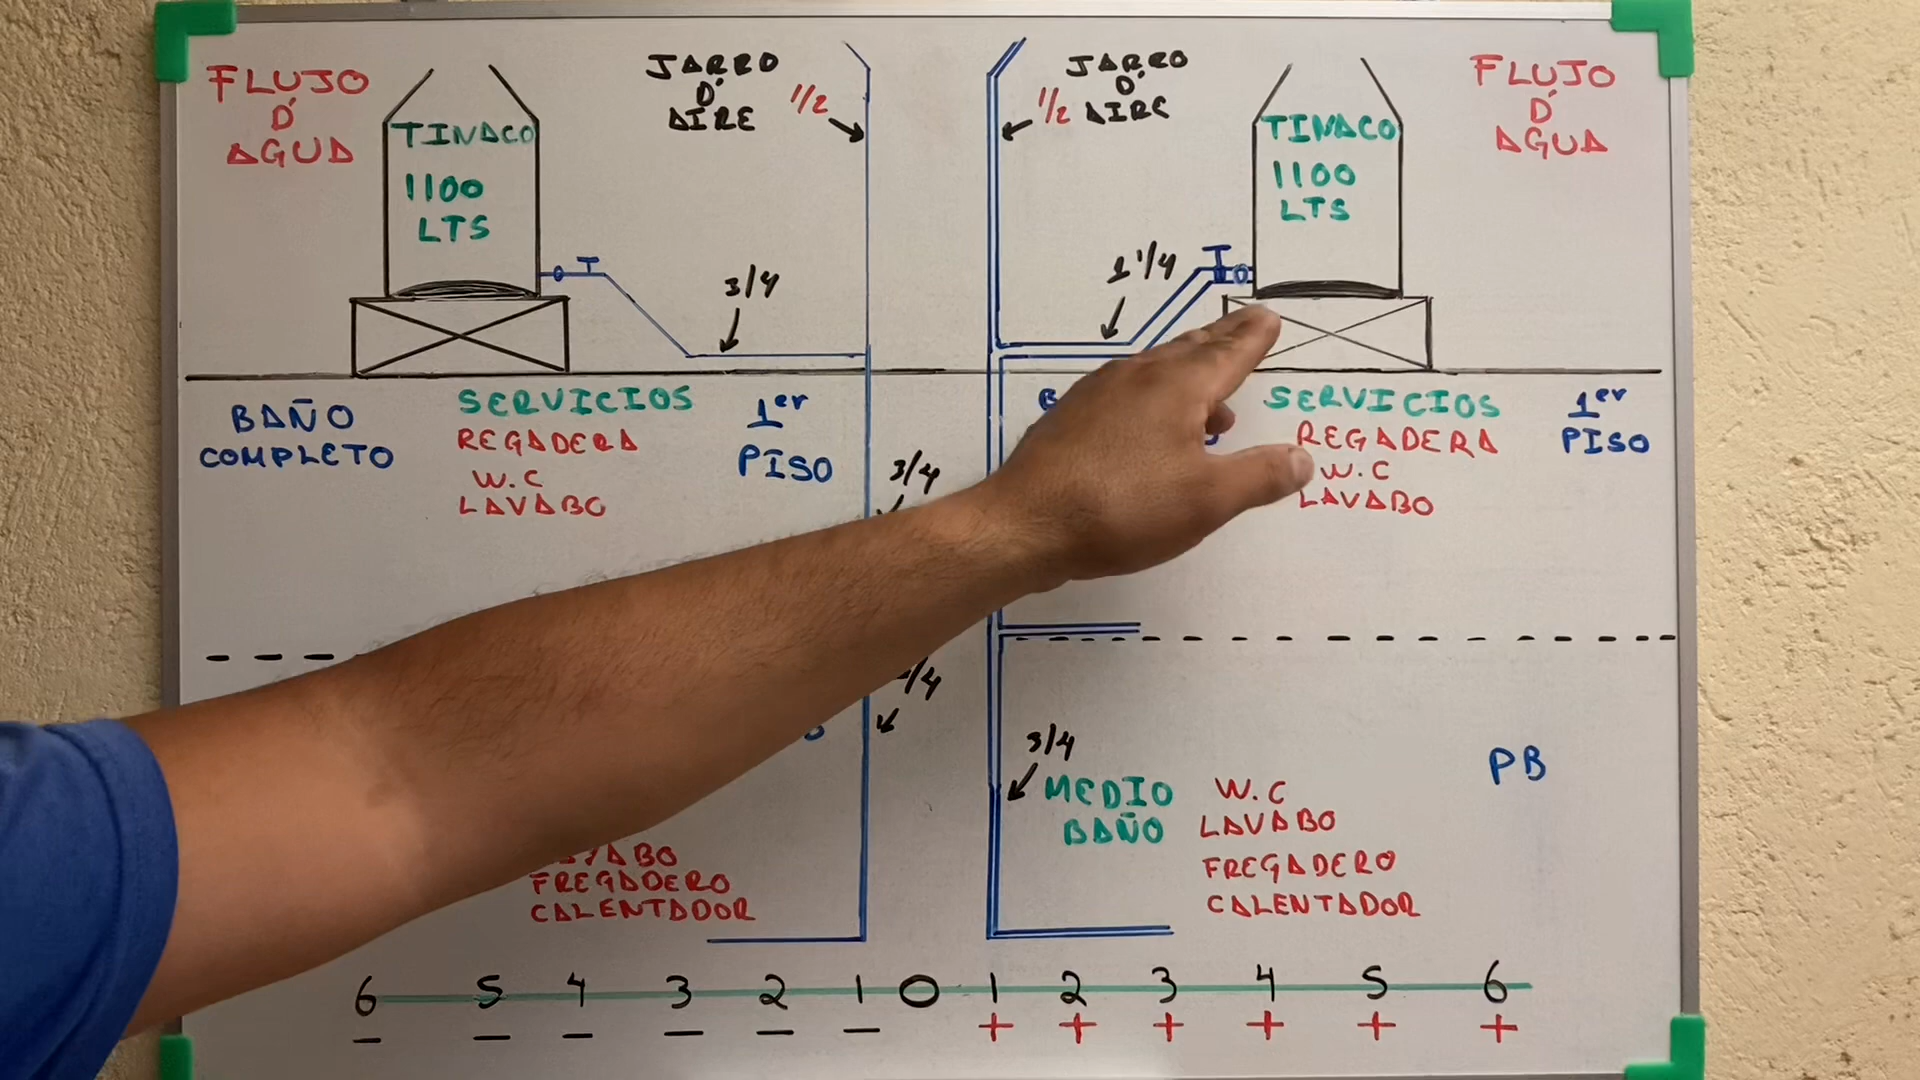 FLUJO
D'
AGUA
TINACO
1100
LTS
JARRO
D'
AIRE
1/2
3/4
JARRO
D'
AIRE
1/2
1 1/4
TINACO
1100
LTS
FLUJO
D'
AGUA
BAÑO
COMPLETO
SERVICIOS
REGADERA
W.C
LAVABO
1er
PISO
3/4
SERVICIOS
REGADERA
W.C
LAVABO
1er
PISO
FREGADERO
CALENTADOR
3/4
MEDIO
BAÑO
W.C
LAVABO
FREGADERO
CALENTADOR
PB
6 5 4 3 2 1 0 1 2 3 4 5 6
- - - - - - + + + + + +